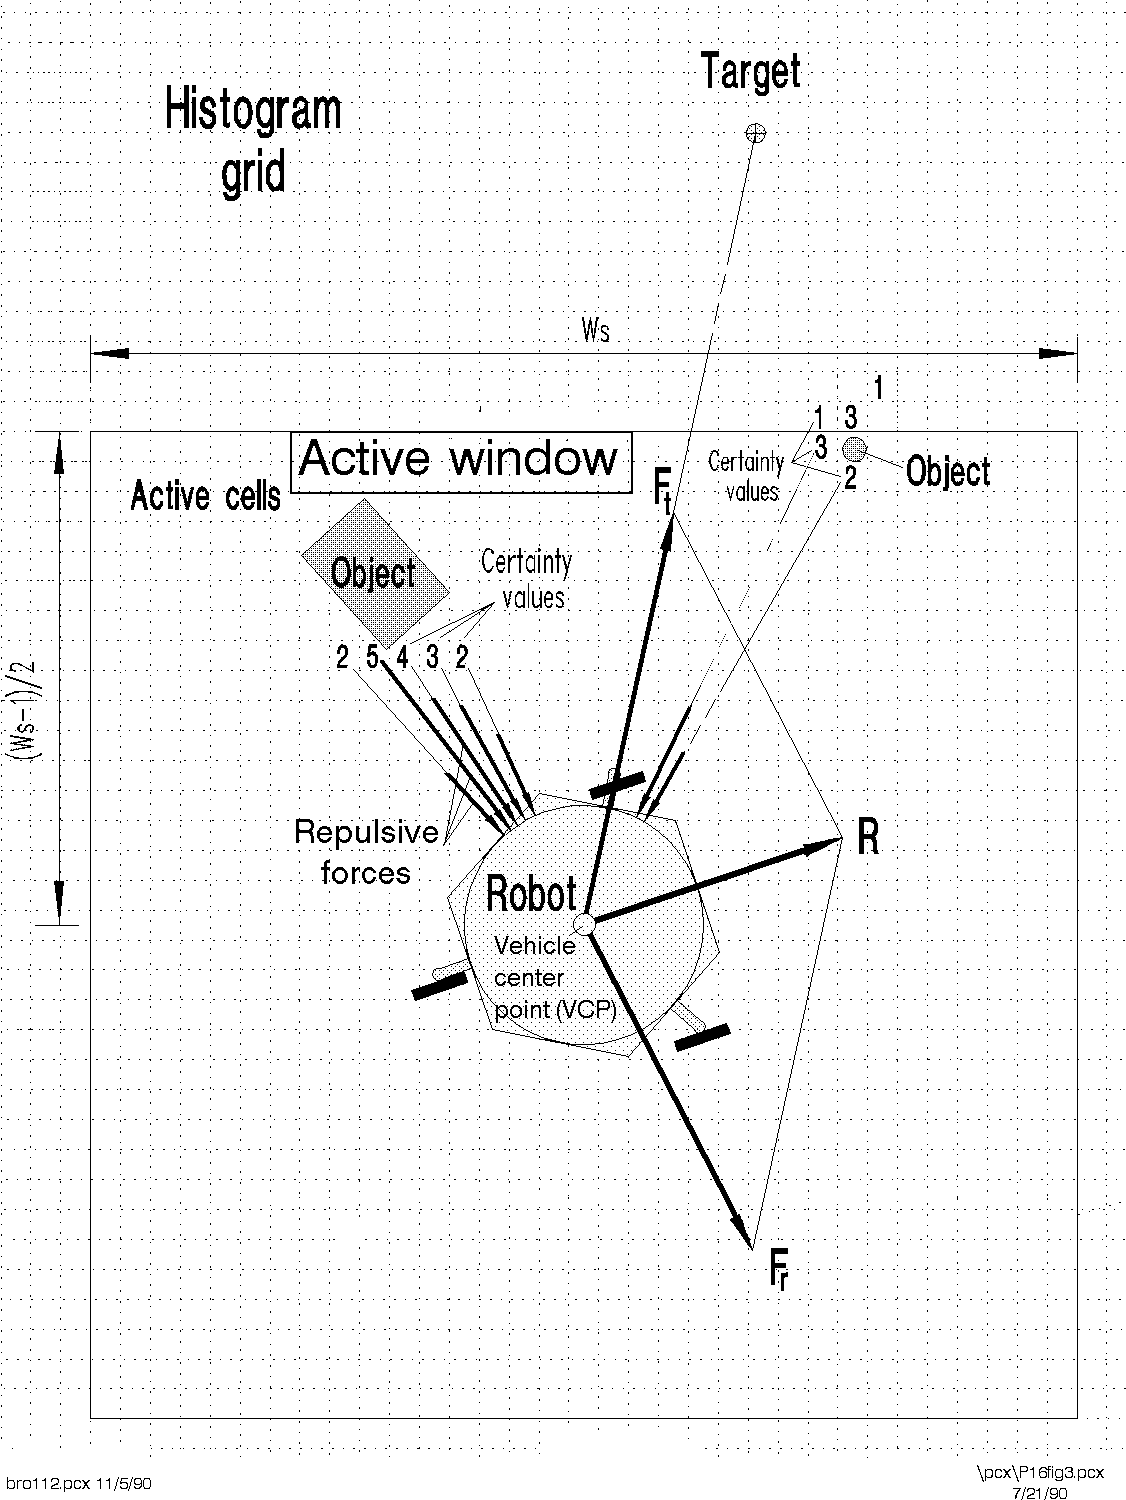 Target
Histogram
grid
Ws
1
1 3
3
2
Certainty
values
Object
Active window
Active cells
Ft
Object
Certainty
values
2 5 4 3 2
(Ws-1)/2
Repulsive
forces
R
Robot
Vehicle
center
point (VCP)
Fr
bro112.pcx 11/5/90
\pcx\P16fig3.pcx
7/21/90